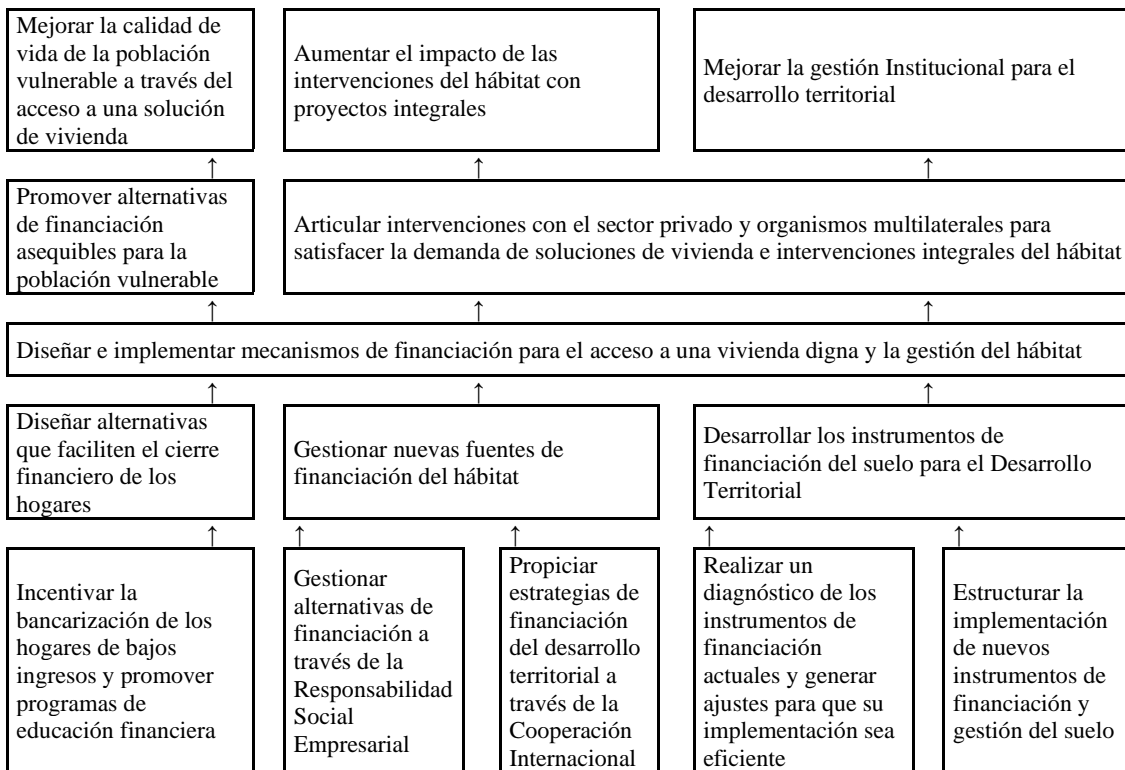 Mejorar la calidad de
vida de la población
vulnerable a través del
acceso a una solución
de vivienda
Aumentar el impacto de las
intervenciones del hábitat con
proyectos integrales
Mejorar la gestión Institucional para el
desarrollo territorial
↑ ↑ ↑
Promover alternativas
de financiación
asequibles para la
población vulnerable
Articular intervenciones con el sector privado y organismos multilaterales para
satisfacer la demanda de soluciones de vivienda e intervenciones integrales del hábitat
↑ ↑ ↑
Diseñar e implementar mecanismos de financiación para el acceso a una vivienda digna y la gestión del hábitat
↑ ↑ ↑
Diseñar alternativas
que faciliten el cierre
financiero de los
hogares
Gestionar nuevas fuentes de
financiación del hábitat
Desarrollar los instrumentos de
financiación del suelo para el Desarrollo
Territorial
↑ ↑ ↑ ↑ ↑
Incentivar la
bancarización de los
hogares de bajos
ingresos y promover
programas de
educación financiera
Gestionar
alternativas de
financiación a
través de la
Responsabilidad
Social
Empresarial
Propiciar
estrategias de
financiación
del desarrollo
territorial a
través de la
Cooperación
Internacional
Realizar un
diagnóstico de los
instrumentos de
financiación
actuales y generar
ajustes para que su
implementación sea
eficiente
Estructurar la
implementación
de nuevos
instrumentos de
financiación y
gestión del suelo